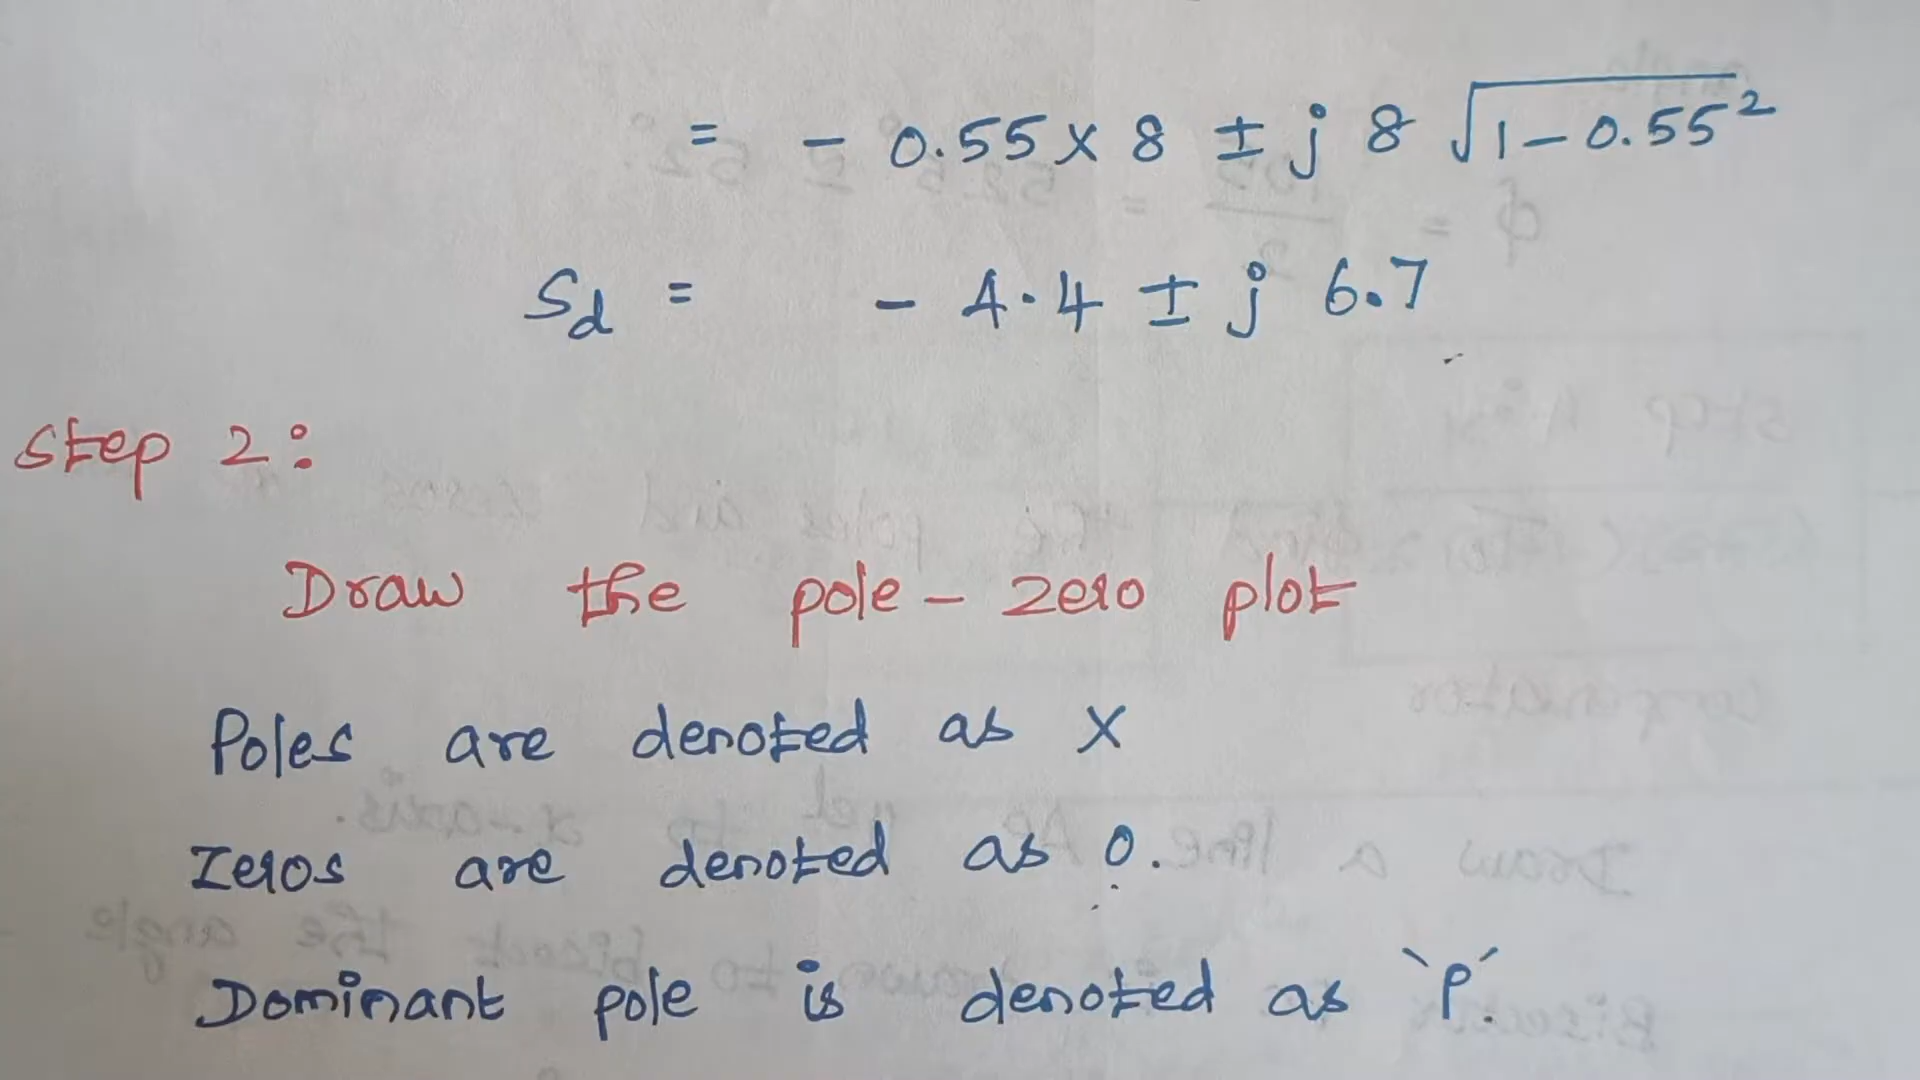 = - 0.55 x 8 ± j 8 √1-0.55²
Sd = - 4.4 ± j 6.7
Step 2:
Draw the pole - zero plot
Poles are denoted as X
Zeros are denoted as 0.
Dominant pole is denoted as `P´.